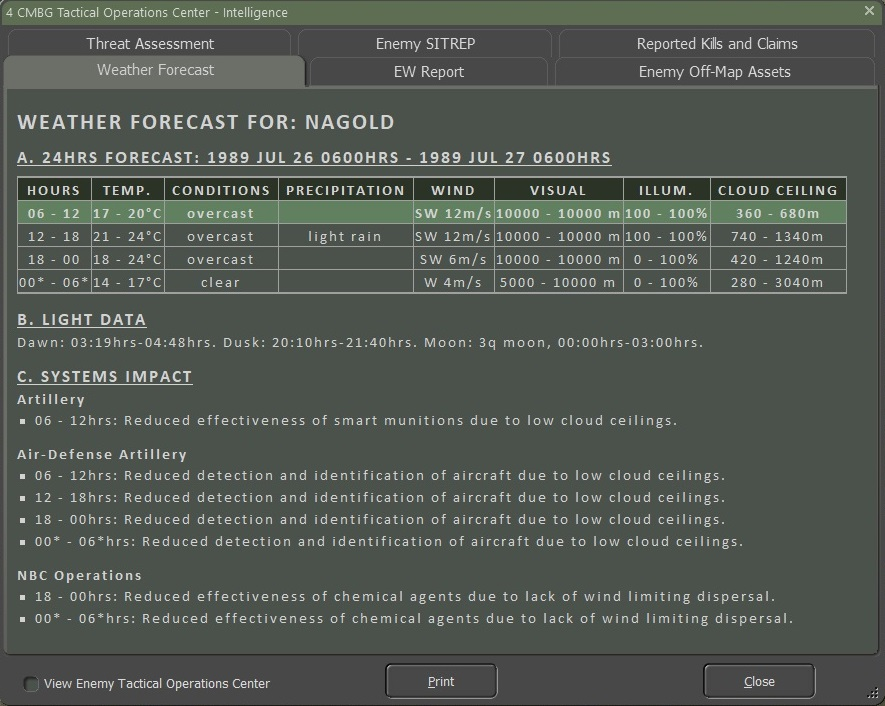 4 CMBG Tactical Operations Center - Intelligence
Threat Assessment Enemy SITREP Reported Kills and Claims
Weather Forecast EW Report Enemy Off-Map Assets
WEATHER FORECAST FOR: NAGOLD
A. 24HRS FORECAST: 1989 JUL 26 0600HRS - 1989 JUL 27 0600HRS
HOURS TEMP. CONDITIONS PRECIPITATION WIND VISUAL ILLUM. CLOUD CEILING
06 - 12 17 - 20°C overcast SW 12m/s 10000 - 10000 m 100 - 100% 360 - 680m
12 - 18 21 - 24°C overcast light rain SW 12m/s 10000 - 10000 m 100 - 100% 740 - 1340m
18 - 00 18 - 24°C overcast SW 6m/s 10000 - 10000 m 0 - 100% 420 - 1240m
00* - 06* 14 - 17°C clear W 4m/s 5000 - 10000 m 0 - 100% 280 - 3040m
B. LIGHT DATA
Dawn: 03:19hrs-04:48hrs. Dusk: 20:10hrs-21:40hrs. Moon: 3q moon, 00:00hrs-03:00hrs.
C. SYSTEMS IMPACT
Artillery
▪ 06 - 12hrs: Reduced effectiveness of smart munitions due to low cloud ceilings.
Air-Defense Artillery
▪ 06 - 12hrs: Reduced detection and identification of aircraft due to low cloud ceilings.
▪ 12 - 18hrs: Reduced detection and identification of aircraft due to low cloud ceilings.
▪ 18 - 00hrs: Reduced detection and identification of aircraft due to low cloud ceilings.
▪ 00* - 06*hrs: Reduced detection and identification of aircraft due to low cloud ceilings.
NBC Operations
▪ 18 - 00hrs: Reduced effectiveness of chemical agents due to lack of wind limiting dispersal.
▪ 00* - 06*hrs: Reduced effectiveness of chemical agents due to lack of wind limiting dispersal.
View Enemy Tactical Operations Center Print Close